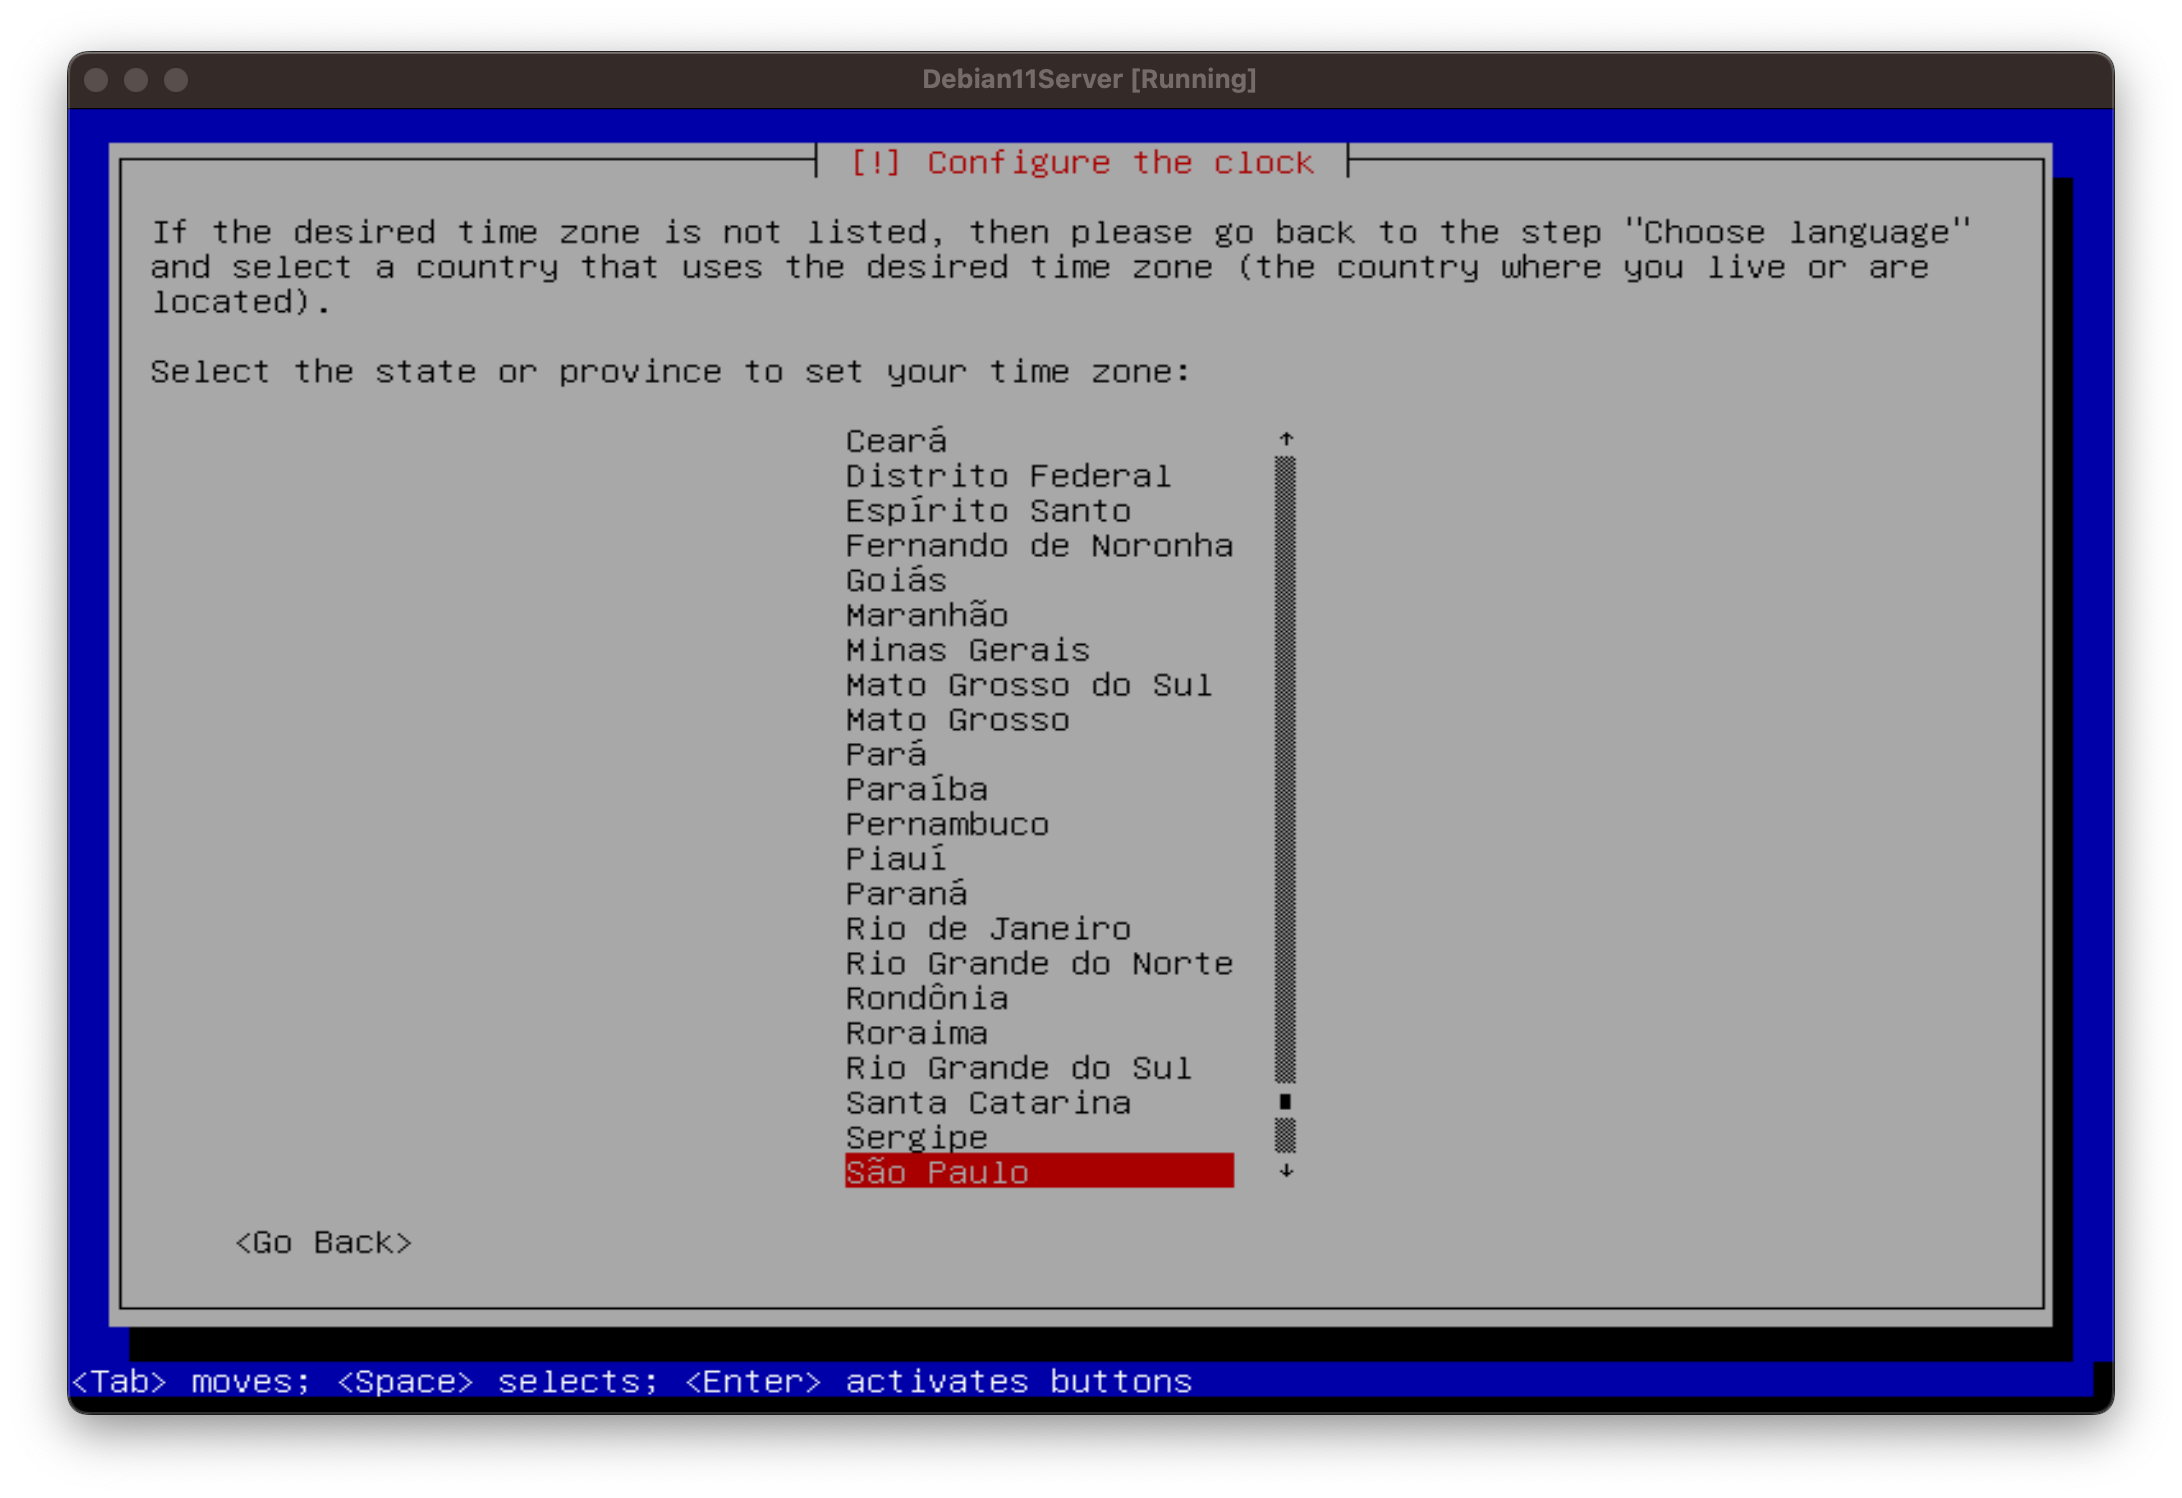 Debian11Server [Running]
[!] Configure the clock
If the desired time zone is not listed, then please go back to the step "Choose language"
and select a country that uses the desired time zone (the country where you live or are
located).
Select the state or province to set your time zone:
Ceará
Distrito Federal
Espírito Santo
Fernando de Noronha
Goiás
Maranhão
Minas Gerais
Mato Grosso do Sul
Mato Grosso
Pará
Paraíba
Pernambuco
Piauí
Paraná
Rio de Janeiro
Rio Grande do Norte
Rondônia
Roraima
Rio Grande do Sul
Santa Catarina
Sergipe
São Paulo
<Go Back>
<Tab> moves; <Space> selects; <Enter> activates buttons